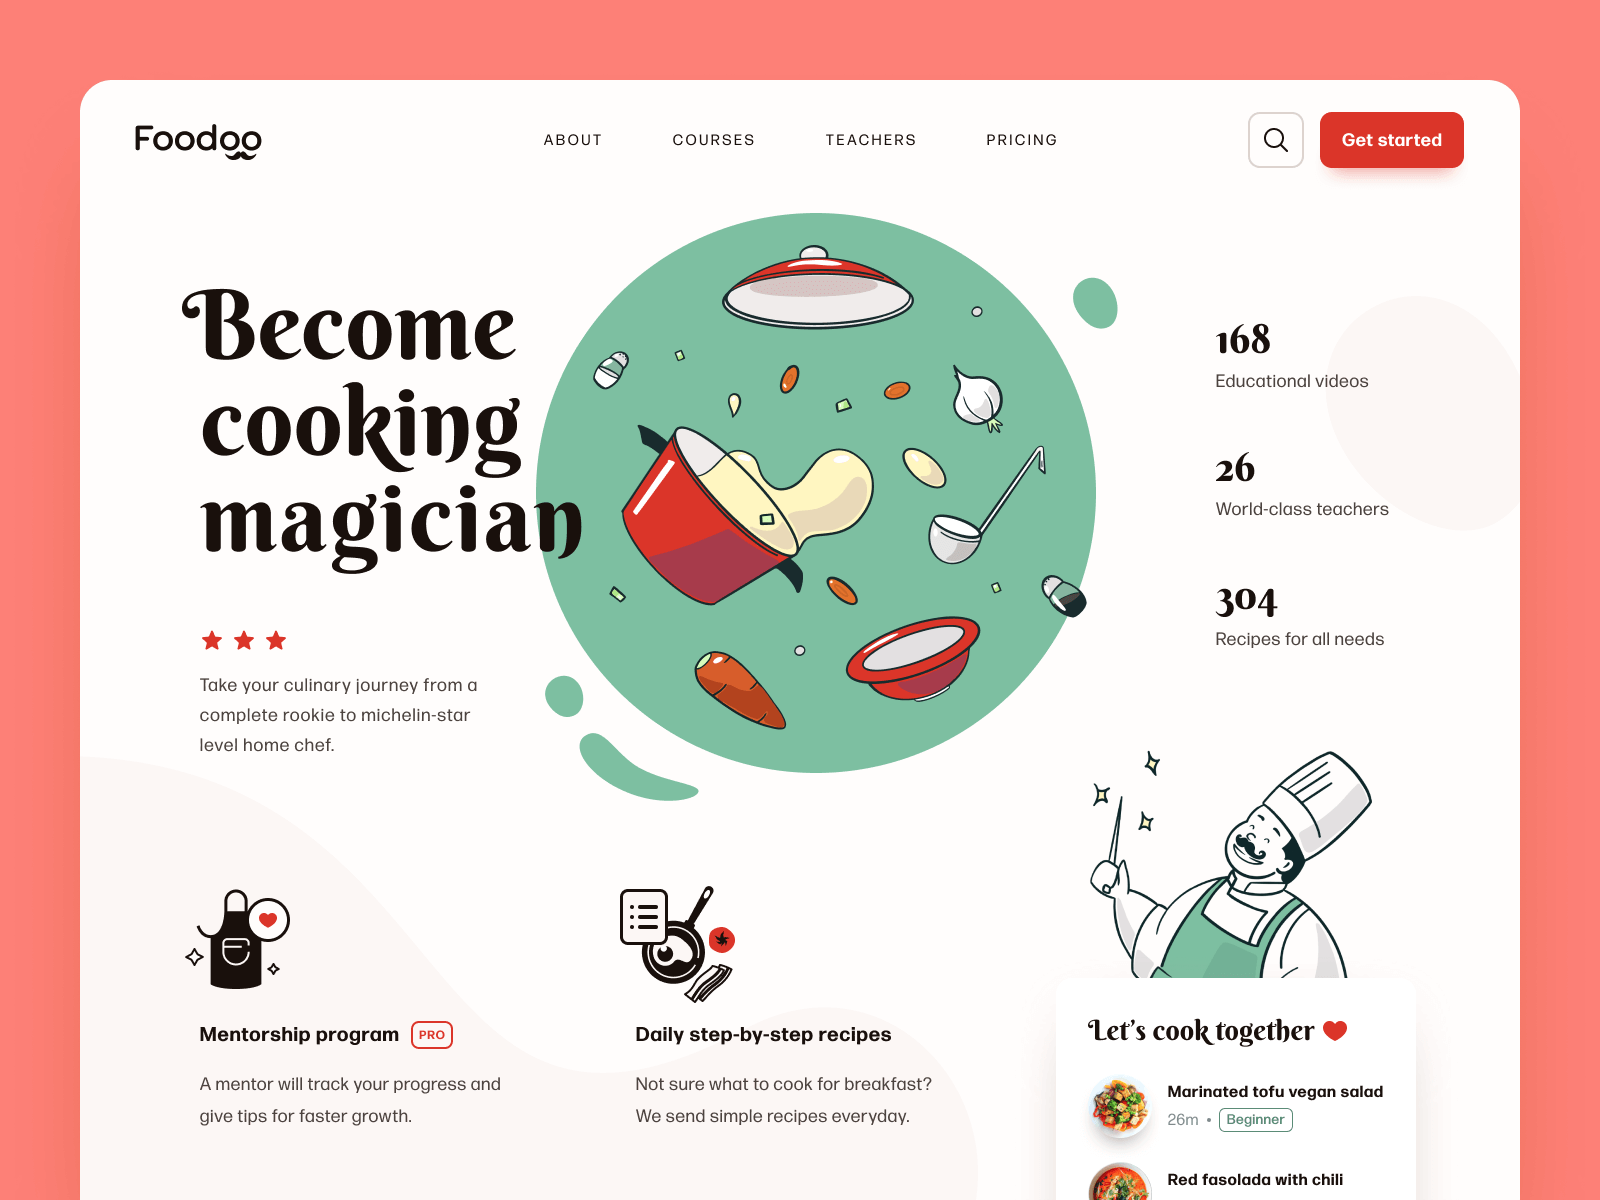 Foodoo
ABOUT
COURSES
TEACHERS
PRICING
Get started
Become
cooking
magician
Take your culinary journey from a
complete rookie to michelin-star
level home chef.
168
Educational videos
26
World-class teachers
304
Recipes for all needs
Mentorship program PRO
A mentor will track your progress and
give tips for faster growth.
Daily step-by-step recipes
Not sure what to cook for breakfast?
We send simple recipes everyday.
Let's cook together
Marinated tofu vegan salad
26m • Beginner
Red fasolada with chili